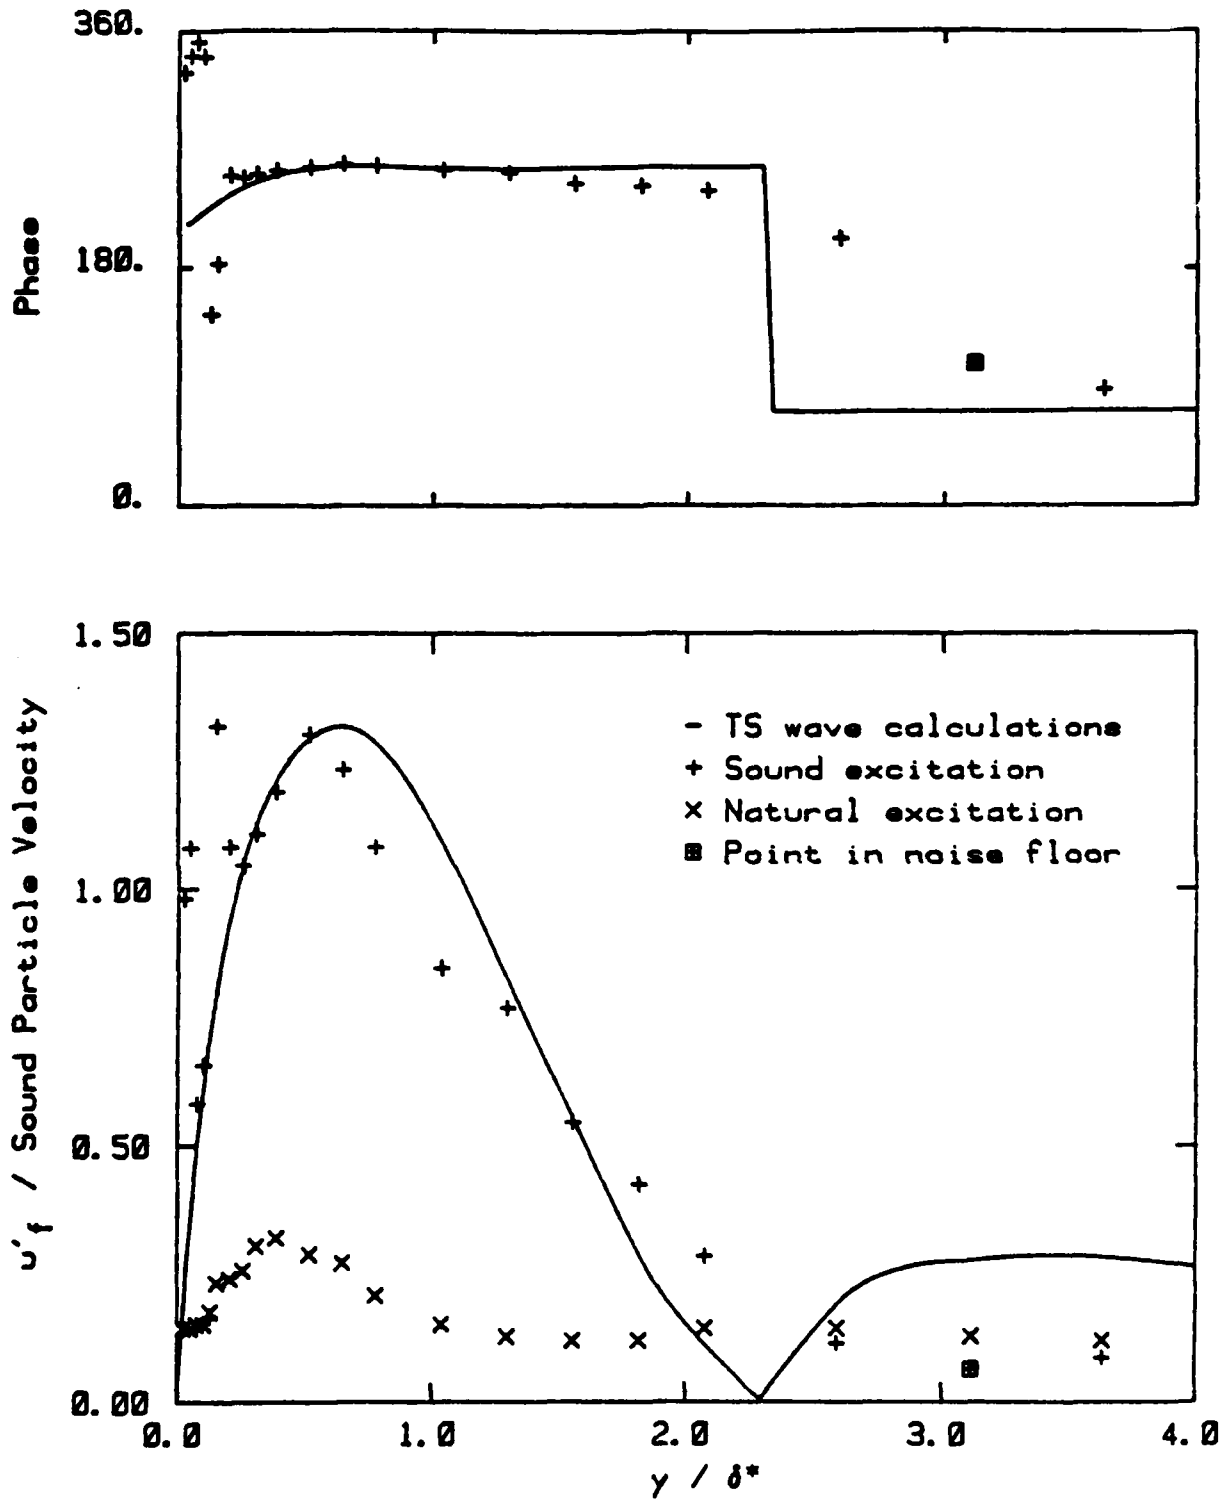 360.
180.
0.
Phase
1.50
1.00
0.50
0.00
u'f / Sound Particle Velocity
− TS wave calculations
+ Sound excitation
× Natural excitation
⊞ Point in noise floor
0.0 1.0 2.0 3.0 4.0
y / δ*